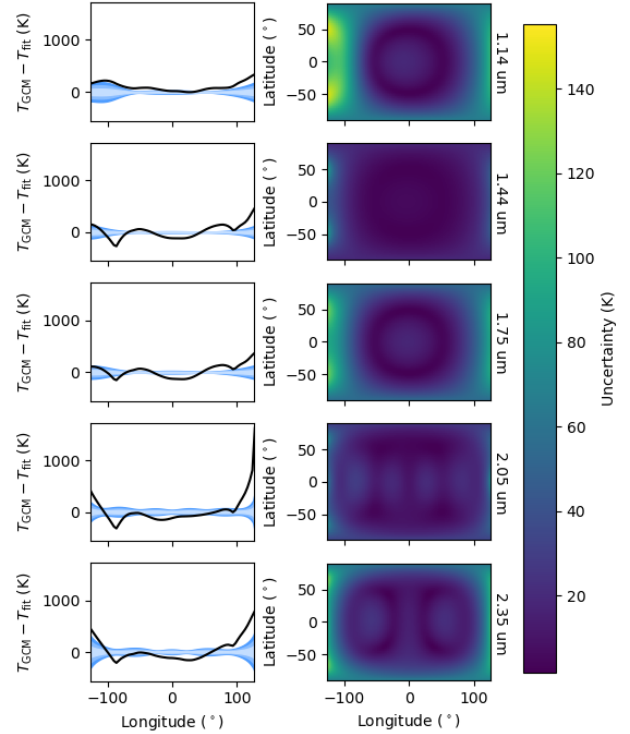 T_GCM − T_fit (K)
1000
0
Latitude (°)
50
0
−50
1.14 um
T_GCM − T_fit (K)
1000
0
Latitude (°)
50
0
−50
1.44 um
T_GCM − T_fit (K)
1000
0
Latitude (°)
50
0
−50
1.75 um
T_GCM − T_fit (K)
1000
0
Latitude (°)
50
0
−50
2.05 um
T_GCM − T_fit (K)
1000
0
Latitude (°)
50
0
−50
2.35 um
−100 0 100
Longitude (°)
−100 0 100
Longitude (°)
140
120
100
80
60
40
20
Uncertainty (K)